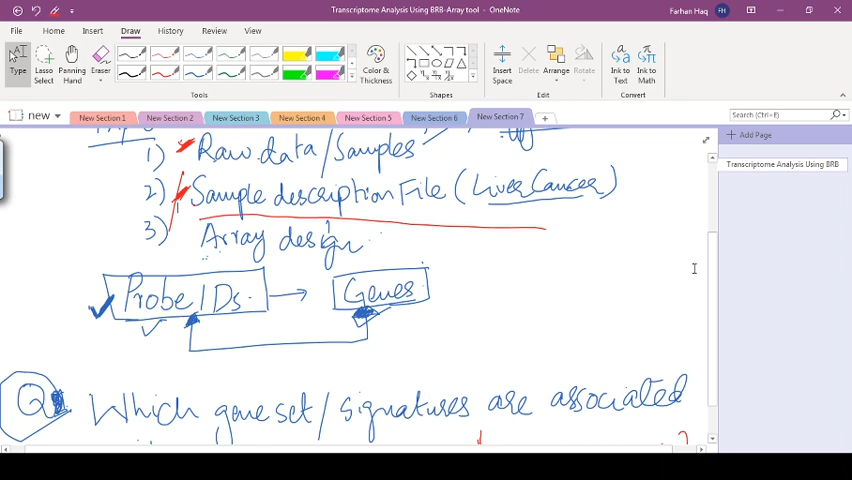 Transcriptome Analysis Using BRB-Array tool - OneNote
Farhan Haq FH
File Home Insert Draw History Review View
Type
Lasso Select
Panning Hand
Eraser
Color & Thickness
Insert Space
Delete
Arrange
Rotate
Ink to Text
Ink to Math
Tools Shapes Edit Convert
new New Section 1 New Section 2 New Section 3 New Section 4 New Section 5 New Section 6 New Section 7
Search (Ctrl+E)
Add Page
Transcriptome Analysis Using BRB
1) Raw data/Samples
2) Sample description File (Liver Cancer)
3) Array design
Probe IDs → Genes
Q Which gene set/signatures are associated